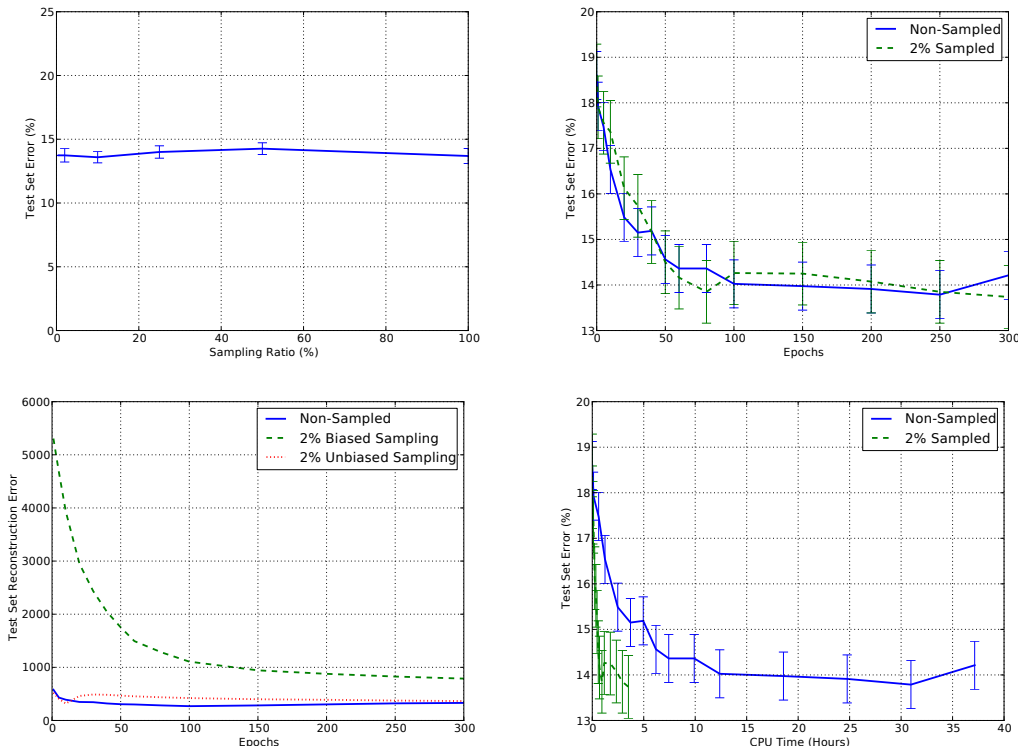 25
20
15
10
5
0
0 20 40 60 80 100
Sampling Ratio (%)
Test Set Error (%)
20
19
18
17
16
15
14
13
0 50 100 150 200 250 300
Epochs
Test Set Error (%)
Non-Sampled
2% Sampled
6000
5000
4000
3000
2000
1000
0
0 50 100 150 200 250 300
Epochs
Test Set Reconstruction Error
Non-Sampled
2% Biased Sampling
2% Unbiased Sampling
20
19
18
17
16
15
14
13
0 5 10 15 20 25 30 35 40
CPU Time (Hours)
Test Set Error (%)
Non-Sampled
2% Sampled